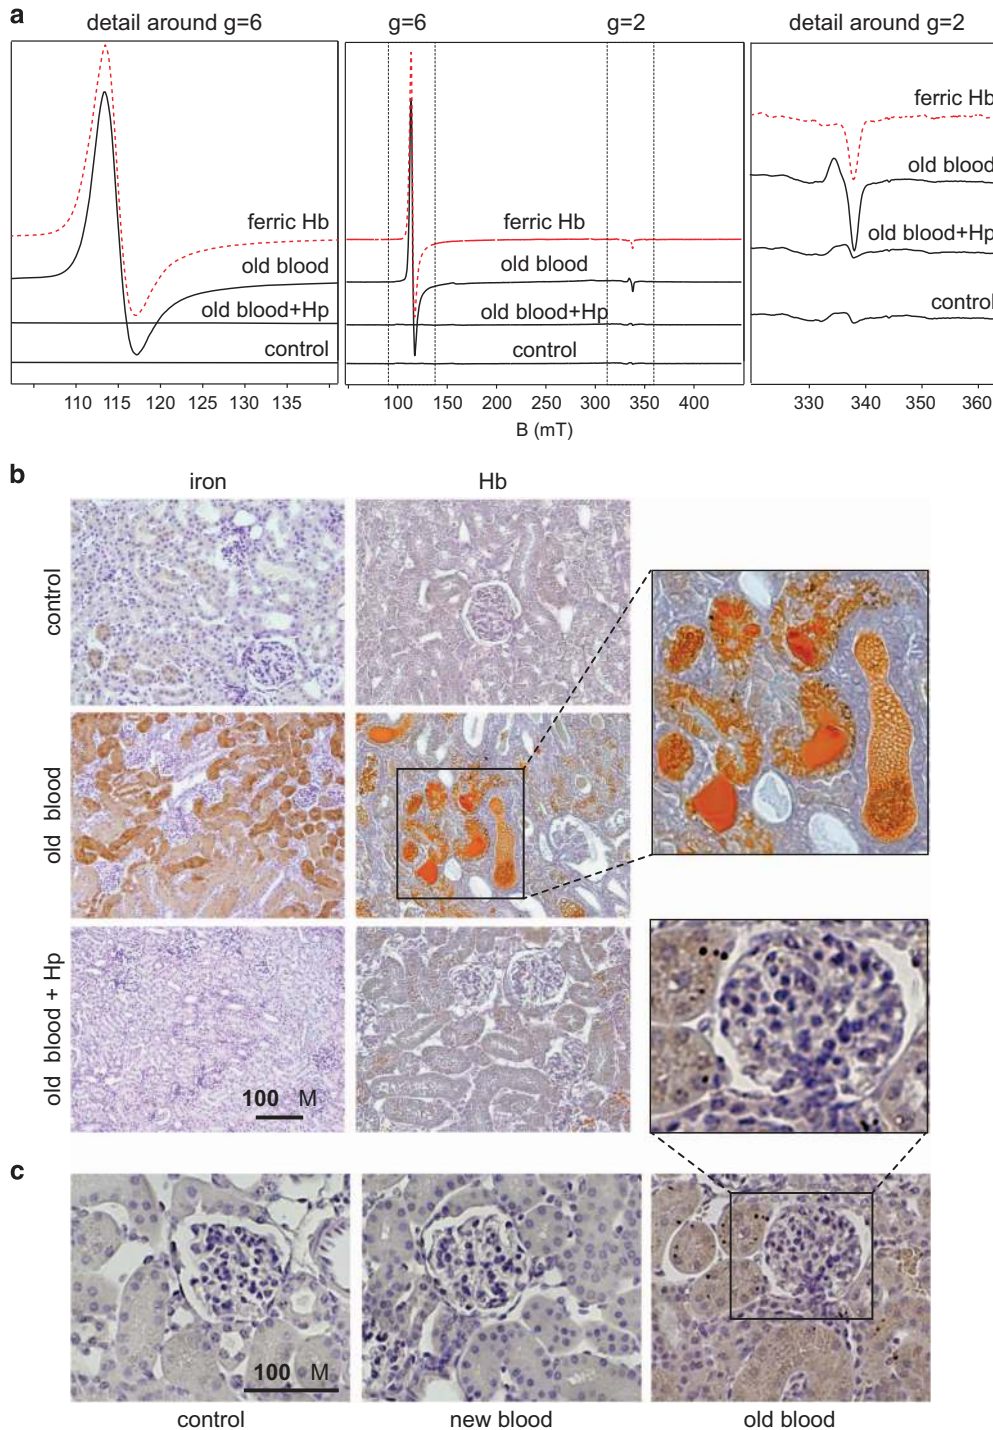 a
detail around g=6
g=6
g=2
detail around g=2
ferric Hb
old blood
old blood+Hp
control
110 115 120 125 130 135
ferric Hb
old blood
old blood+Hp
control
100 150 200 250 300 350 400
B (mT)
ferric Hb
old blood
old blood+Hp
control
330 340 350 360
b
iron
Hb
control
old blood
old blood + Hp
100 M
c
100 M
control
new blood
old blood